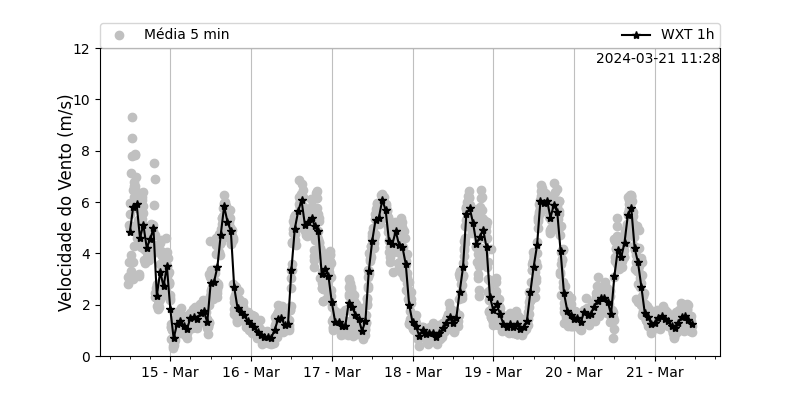 Média 5 min
WXT 1h
2024-03-21 11:28
Velocidade do Vento (m/s)
12
10
8
6
4
2
0
15 - Mar
16 - Mar
17 - Mar
18 - Mar
19 - Mar
20 - Mar
21 - Mar